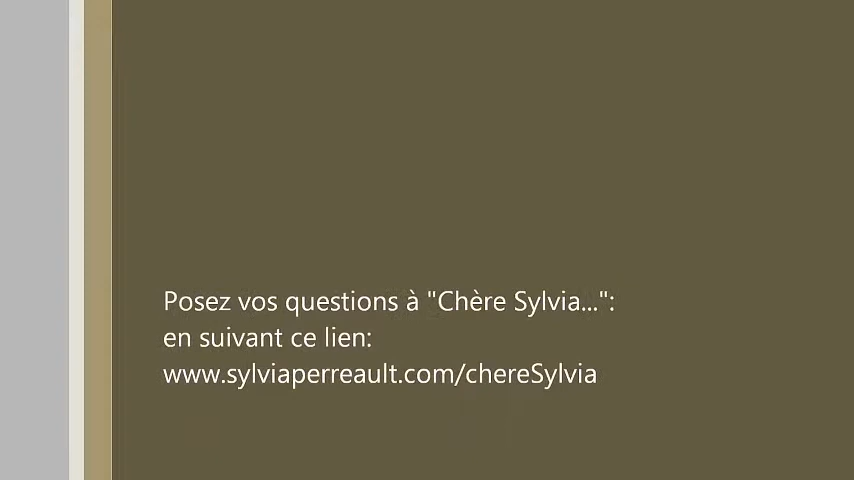 Posez vos questions à "Chère Sylvia...":
en suivant ce lien:
www.sylviaperreault.com/chereSylvia